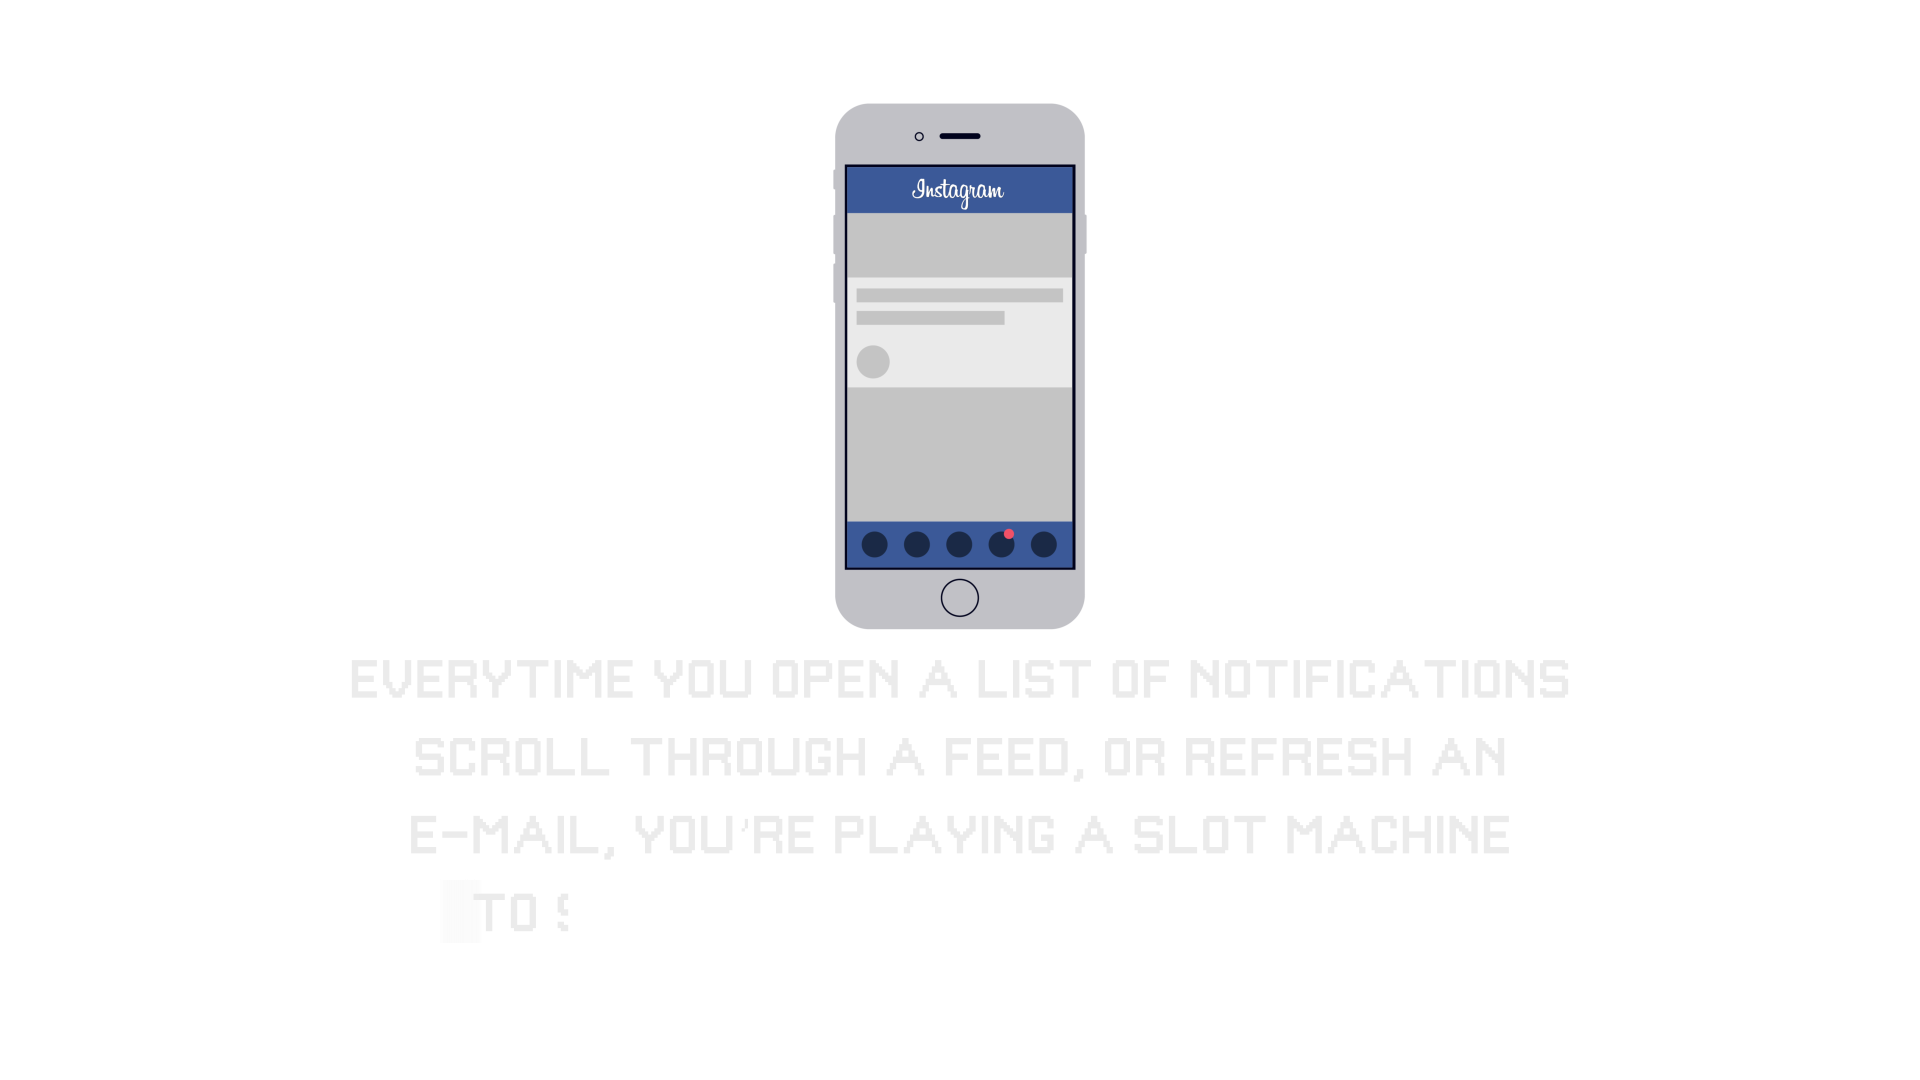 Instagram
EVERYTIME YOU OPEN A LIST OF NOTIFICATIONS
SCROLL THROUGH A FEED, OR REFRESH AN
E-MAIL, YOU'RE PLAYING A SLOT MACHINE
TO